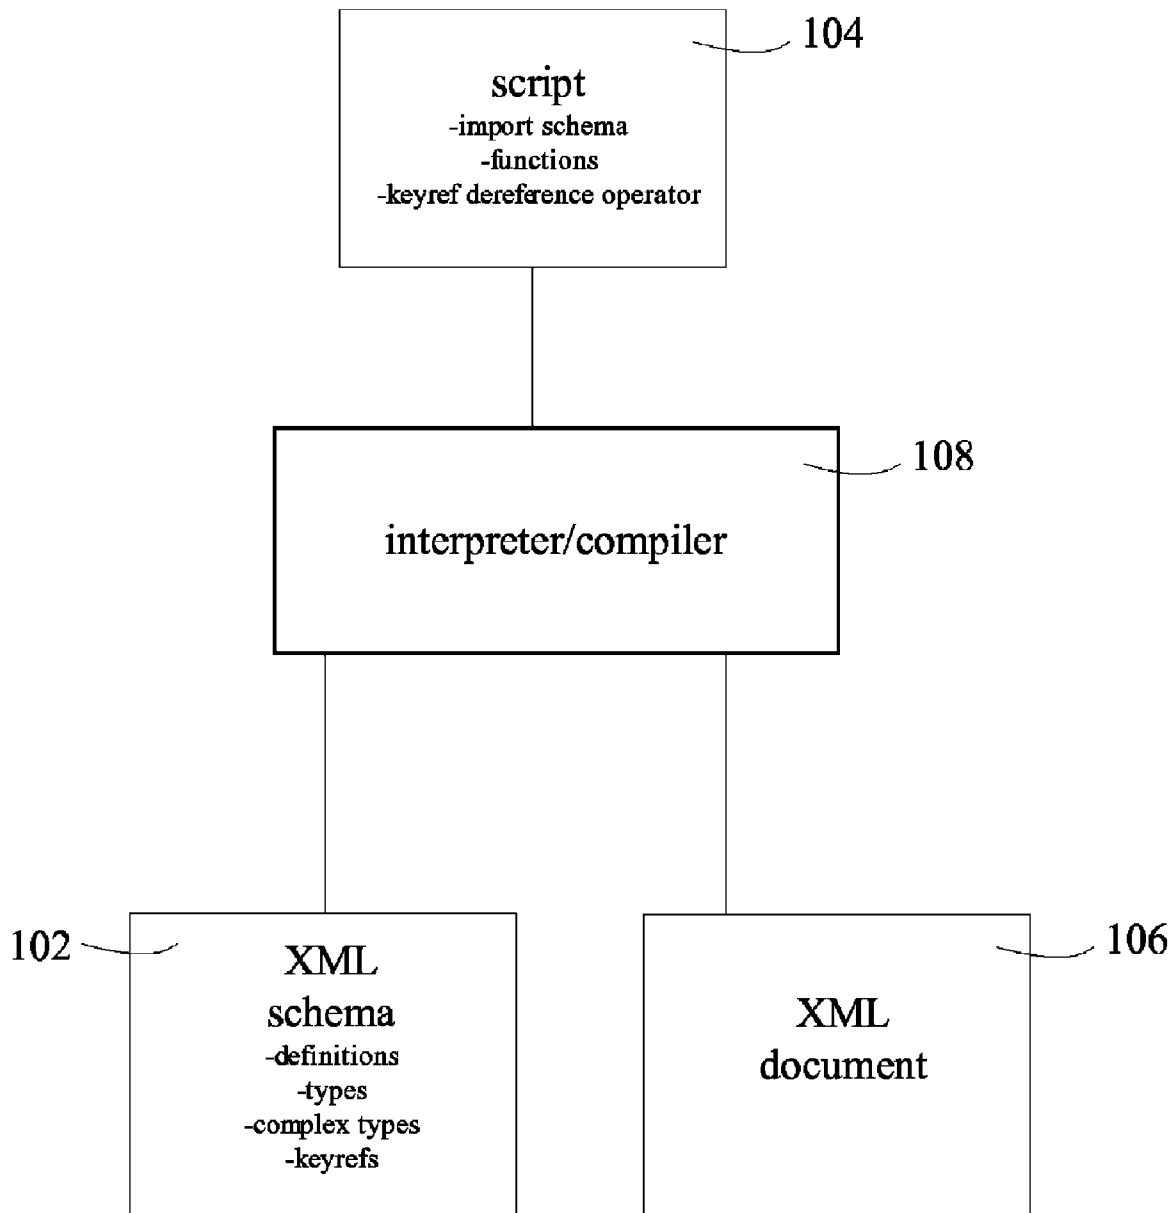 104
script
-import schema
-functions
-keyref dereference operator
108
interpreter/compiler
102
XML
schema
-definitions
-types
-complex types
-keyrefs
106
XML
document